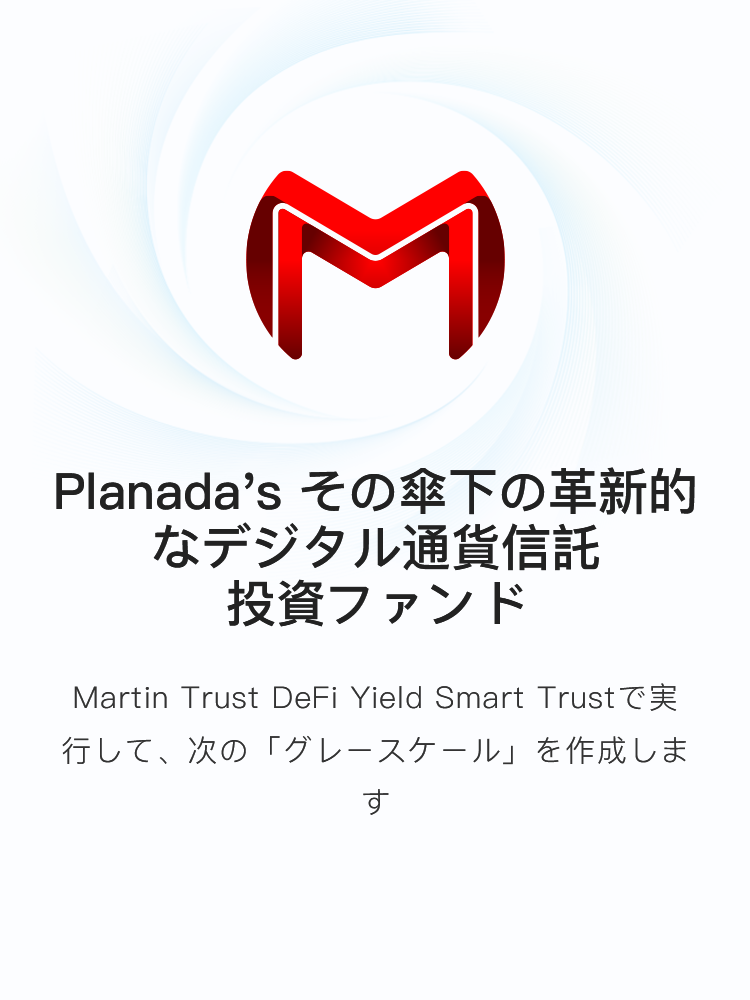 Planada’s その傘下の革新的
なデジタル通貨信託
投資ファンド
Martin Trust DeFi Yield Smart Trustで実
行して、次の「グレースケール」を作成しま
す